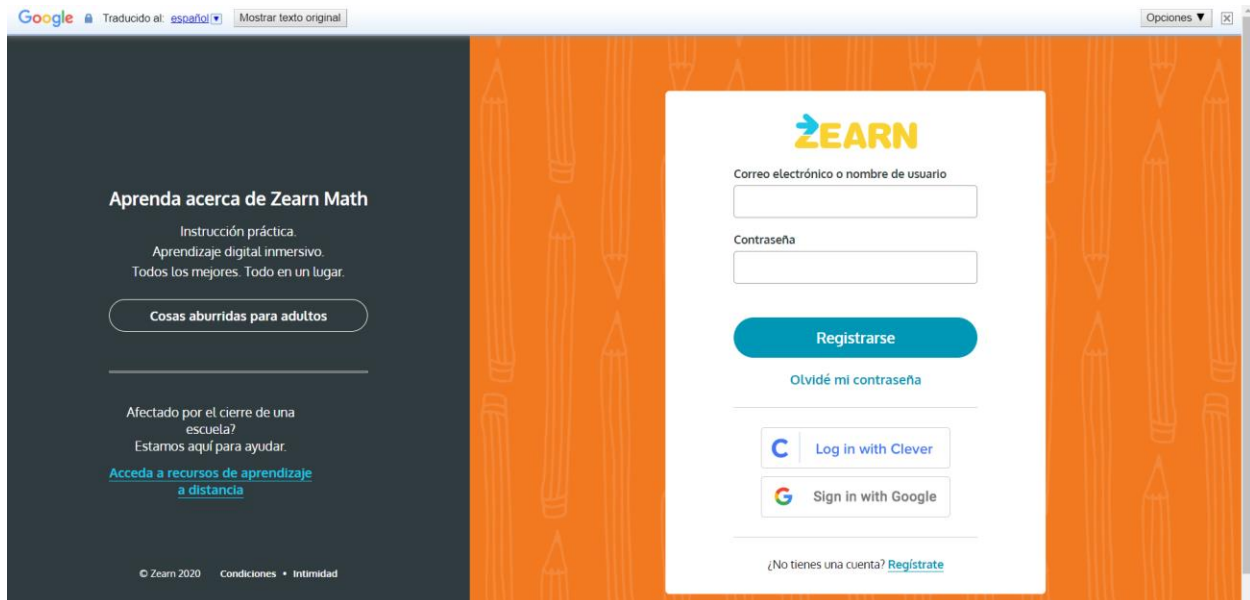 Google Traducido al: español Mostrar texto original Opciones ▼ X
Aprenda acerca de Zearn Math
Instrucción práctica.
Aprendizaje digital inmersivo.
Todos los mejores. Todo en un lugar.
Cosas aburridas para adultos
Afectado por el cierre de una
escuela?
Estamos aquí para ayudar.
Acceda a recursos de aprendizaje
a distancia
© Zearn 2020 Condiciones • Intimidad
ZEARN
Correo electrónico o nombre de usuario
Contraseña
Registrarse
Olvidé mi contraseña
C Log in with Clever
G Sign in with Google
¿No tienes una cuenta? Regístrate